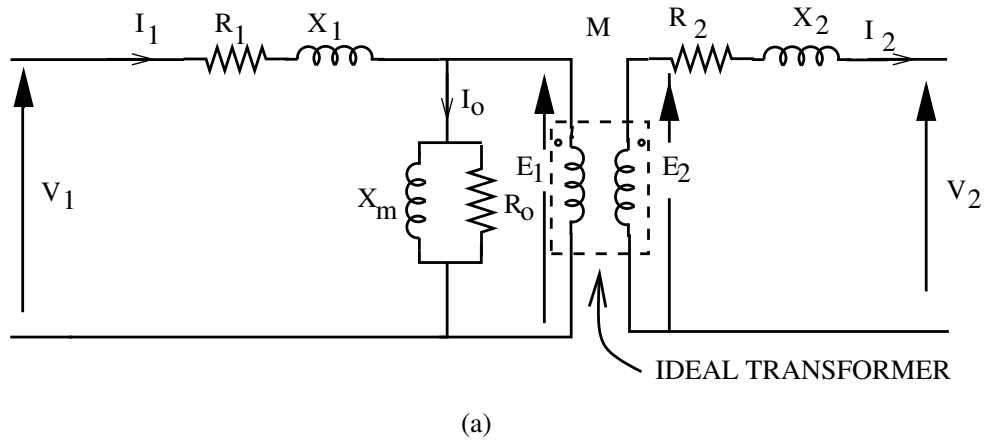 I1
R1
X1
M
R2
X2
I2
Io
V1
Xm
Ro
E1
E2
V2
IDEAL TRANSFORMER
(a)